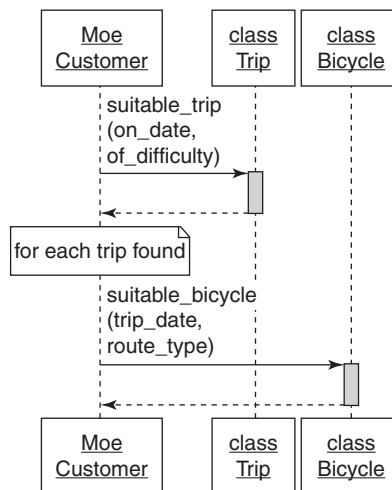 Moe
Customer
class
Trip
class
Bicycle
suitable_trip
(on_date,
of_difficulty)
for each trip found
suitable_bicycle
(trip_date,
route_type)
Moe
Customer
class
Trip
class
Bicycle